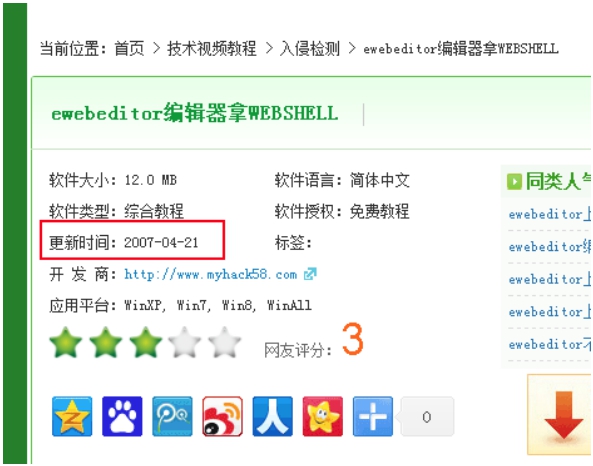 当前位置: 首页 > 技术视频教程 > 入侵检测 > ewebeditor编辑器拿WEBSHELL
ewebeditor编辑器拿WEBSHELL
软件大小: 12.0 MB 软件语言: 简体中文
软件类型: 综合教程 软件授权: 免费教程
更新时间: 2007-04-21 标签:
开 发 商: http://www.myhack58.com
应用平台: WinXP, Win7, Win8, WinAll
网友评分: 3
0
同类人气
ewebeditor上
ewebeditor编
ewebeditor上
ewebeditor上
ewebeditor不